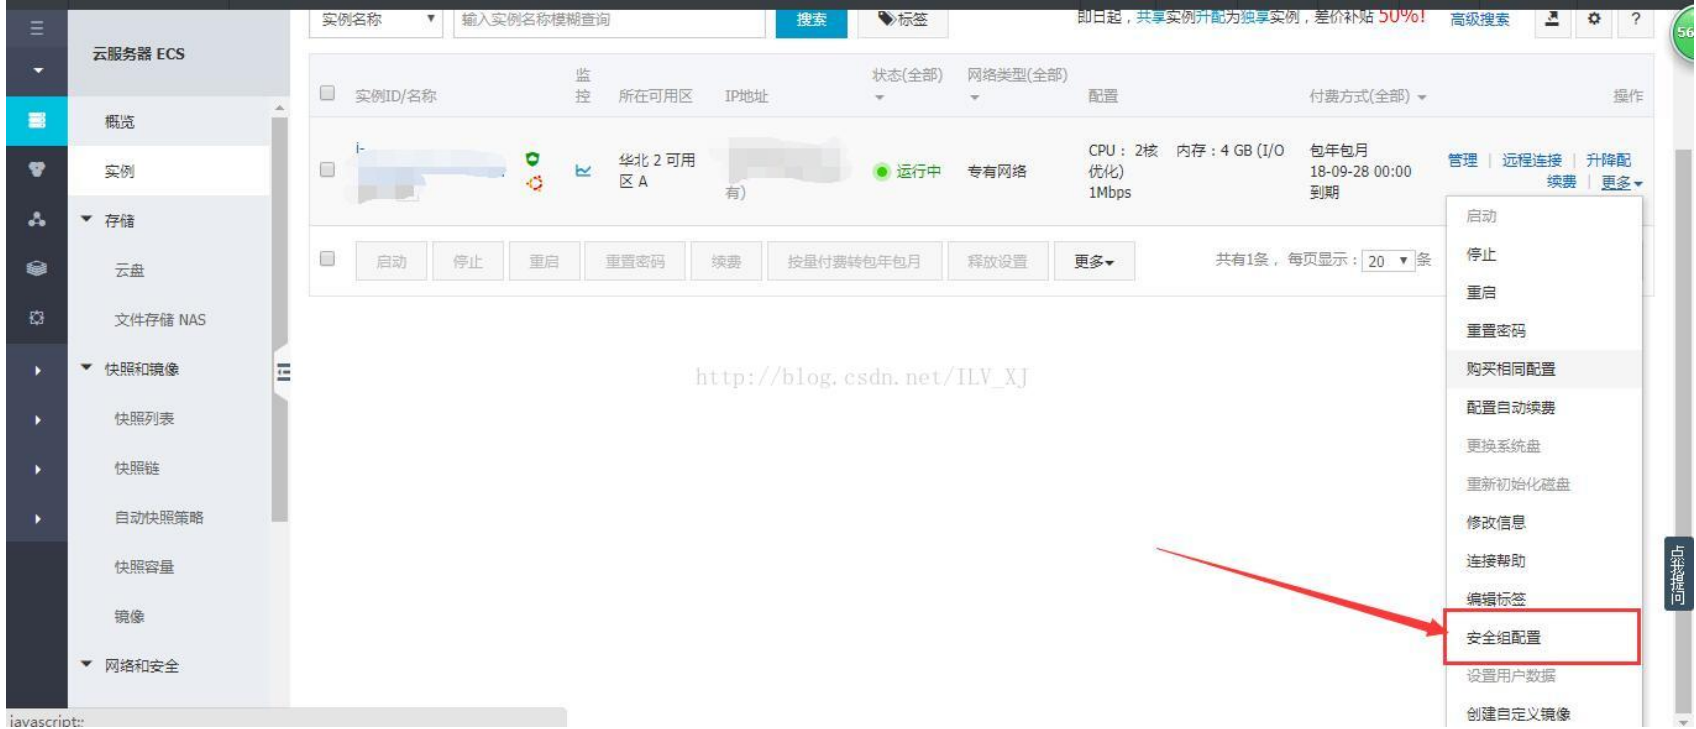 实例名称
输入实例名称模糊查询
搜索
标签
即日起，共享实例升配为独享实例，差价补贴 50%!
高级搜索
?
56
云服务器 ECS
概览
实例
存储
云盘
文件存储 NAS
快照和镜像
快照列表
快照链
自动快照策略
快照容量
镜像
网络和安全
实例ID/名称
监控
所在可用区
IP地址
状态(全部)
网络类型(全部)
配置
付费方式(全部)
操作
i-
华北 2 可用
区 A
有)
运行中
专有网络
CPU： 2核 内存：4 GB (I/O
优化)
1Mbps
包年包月
18-09-28 00:00
到期
管理 | 远程连接 | 升降配
续费 | 更多
启动
停止
重启
重置密码
续费
按量付费转包年包月
释放设置
更多
共有1条，每页显示：20 条
启动
停止
重启
重置密码
购买相同配置
配置自动续费
更换系统盘
重新初始化磁盘
修改信息
连接帮助
编辑标签
安全组配置
设置用户数据
创建自定义镜像
http://blog.csdn.net/ILV_XJ
点我提问
javascript:;